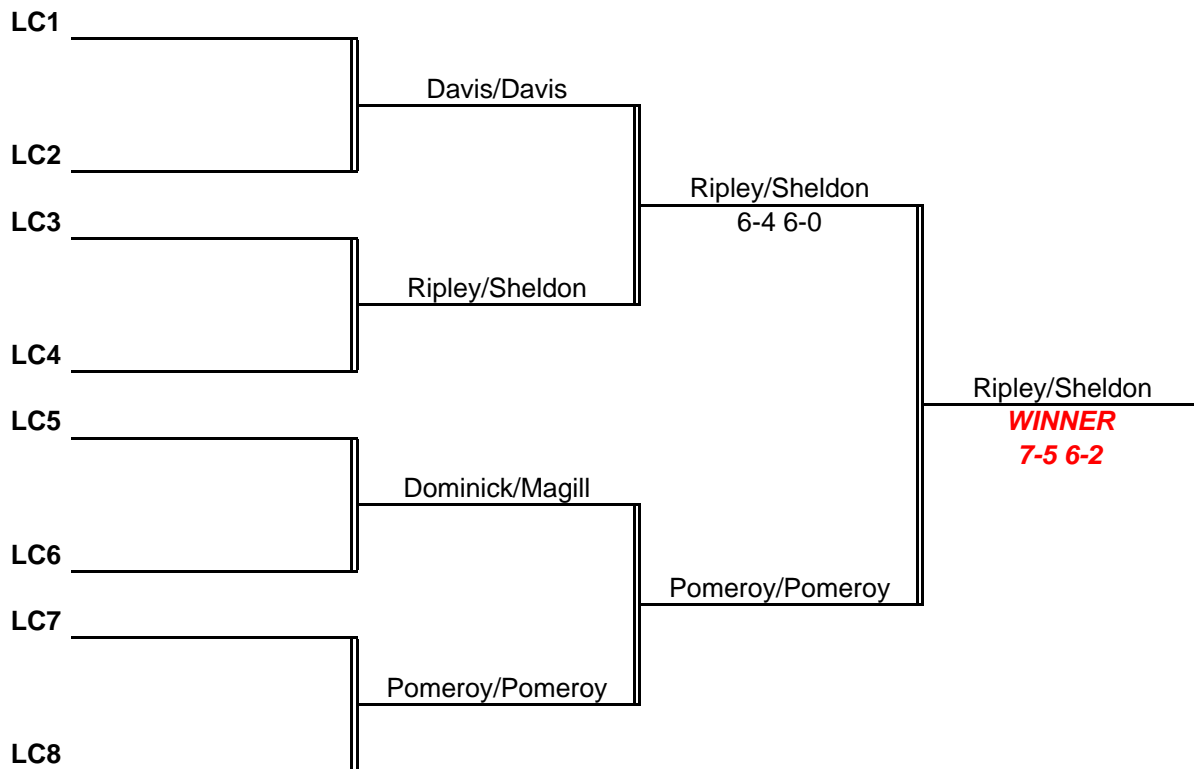 LC1
Davis/Davis
LC2
Ripley/Sheldon
6-4 6-0
LC3
Ripley/Sheldon
LC4
Ripley/Sheldon
WINNER
7-5 6-2
LC5
Dominick/Magill
LC6
Pomeroy/Pomeroy
LC7
Pomeroy/Pomeroy
LC8